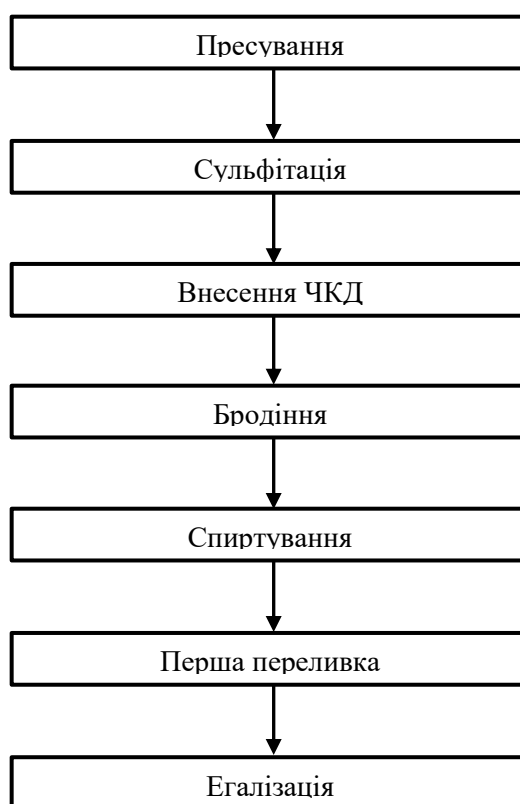 Пресування
Сульфітація
Внесення ЧКД
Бродіння
Спиртування
Перша переливка
Егалізація